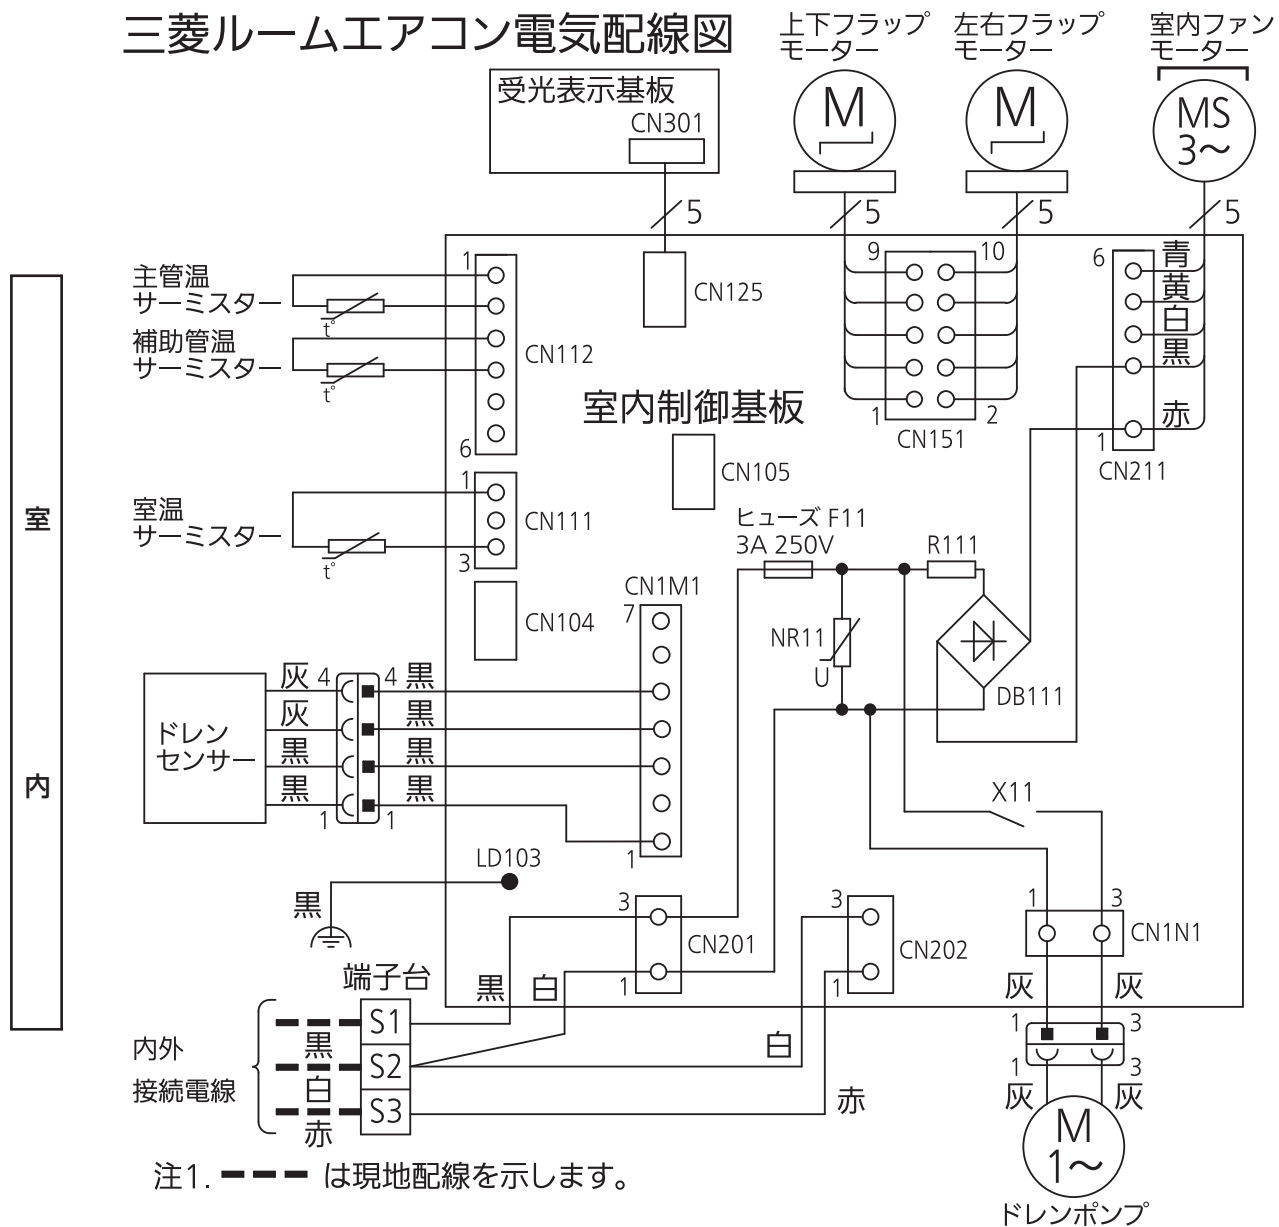 三菱ルームエアコン電気配線図
上下フラップ
モーター
左右フラップ
モーター
室内ファン
モーター
受光表示基板
CN301
M
M
MS
3～
5
5
5
5
主管温
サーミスター
t°
補助管温
サーミスター
t°
1
6
CN112
CN125
9
10
1
2
CN151
6
青
黄
白
黒
赤
1
CN211
室内制御基板
CN105
室
内
室温
サーミスター
t°
1
3
CN111
CN104
ヒューズ F11
3A 250V
R111
NR11
U
DB111
CN1M1
7
1
ドレン
センサー
灰 4
4 黒
灰
黒
黒
黒
黒
1
1
黒
X11
LD103
黒
3
1
CN201
3
1
CN202
1
3
CN1N1
端子台
黒
白
灰
灰
S1
S2
S3
黒
白
赤
内外
接続電線
白
赤
1
3
1
3
灰
灰
M
1～
ドレンポンプ
注1. ━ ━ ━ は現地配線を示します。